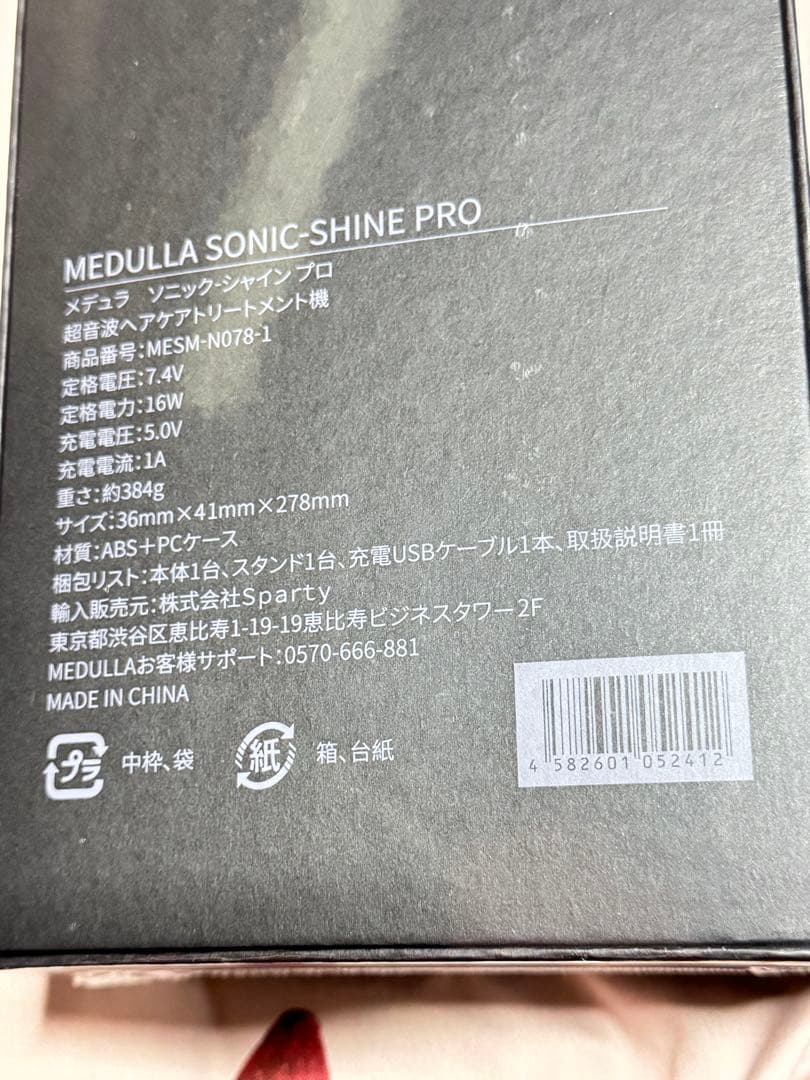 MEDULLA SONIC-SHINE PRO
メデュラ　ソニック-シャイン プロ
超音波ヘアケアトリートメント機
商品番号：MESM-N078-1
定格電圧：7.4V
定格電力：16W
充電電圧：5.0V
充電電流：1A
重さ：約384g
サイズ：36mm×41mm×278mm
材質：ABS＋PCケース
梱包リスト：本体1台、スタンド1台、充電USBケーブル1本、取扱説明書1冊
輸入販売元：株式会社Sparty
東京都渋谷区恵比寿1-19-19恵比寿ビジネスタワー2F
MEDULLAお客様サポート：0570-666-881
MADE IN CHINA
プラ 中枠、袋 紙 箱、台紙
4 582601 052412